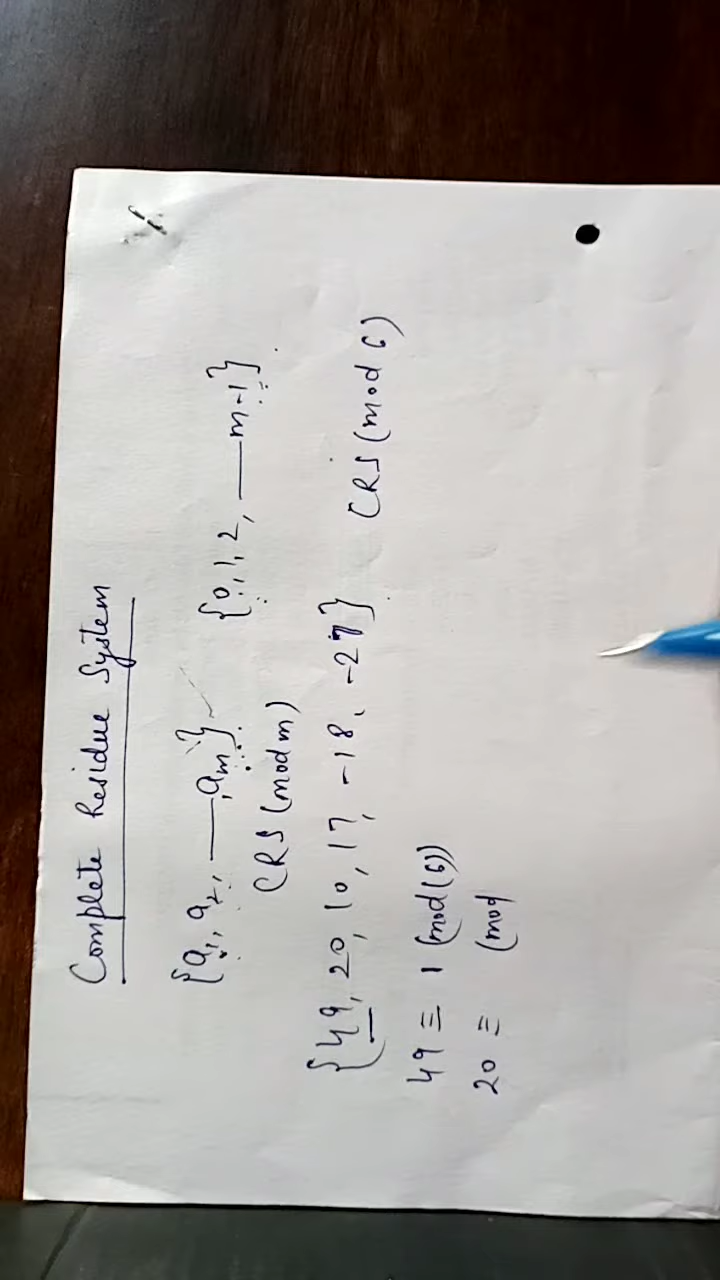 Complete Residue System
{a₁, a₂, — , aₘ} {0, 1, 2, — m-1}
CRS (mod m)
{49, 20, 10, 17, -18, -27} CRS (mod 6)
49 ≡ 1 (mod (6))
20 ≡ (mod